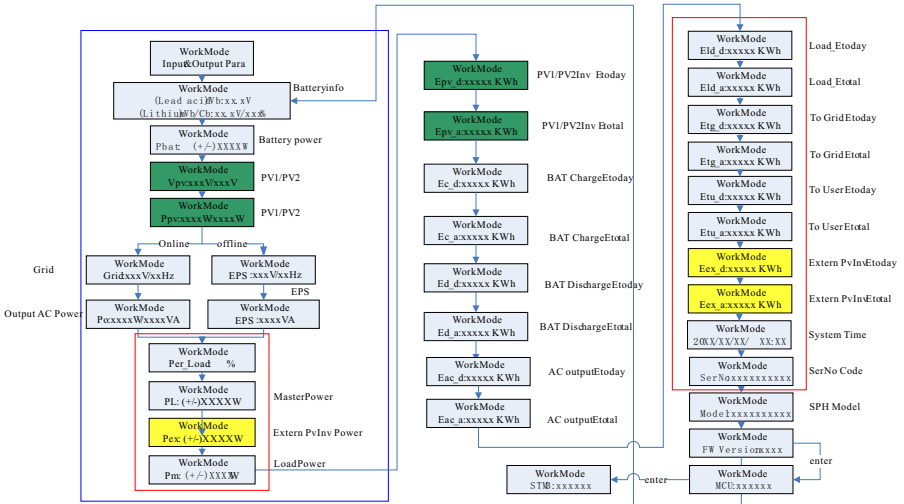 WorkMode
Input&Output Para
Batteryinfo
WorkMode
(Lead acid)Vb:xx.xV
(Lithium)Vb/Cb:xx.xV/xxx%
WorkMode
Pbat: (+/-)XXXXW
Battery power
WorkMode
Vpv:xxxV/xxxV
PV1/PV2
WorkMode
Ppv:xxxxW/xxxxW
PV1/PV2
Online
offline
Grid
WorkMode
Grid:xxxV/xxHz
WorkMode
EPS :xxxV/xxHz
EPS
Output AC Power
WorkMode
Po:xxxxW/xxxxVA
WorkMode
EPS :xxxxVA
WorkMode
Per_Load: %
WorkMode
PL: (+/-)XXXXW
MasterPower
WorkMode
Pex: (+/-)XXXXW
Extern PvInv Power
WorkMode
Pm: (+/-)XXXXW
LoadPower
WorkMode
Epv_d:xxxxx KWh
PV1/PV2Inv Etoday
WorkMode
Epv_a:xxxxx KWh
PV1/PV2Inv Etotal
WorkMode
Ec_d:xxxxx KWh
BAT ChargeEtoday
WorkMode
Ec_a:xxxxx KWh
BAT ChargeEtotal
WorkMode
Ed_d:xxxxx KWh
BAT DischargeEtoday
WorkMode
Ed_a:xxxxx KWh
BAT DischargeEtotal
WorkMode
Eac_d:xxxxx KWh
AC outputEtoday
WorkMode
Eac_a:xxxxx KWh
AC outputEtotal
WorkMode
Eld_d:xxxxx KWh
Load_Etoday
WorkMode
Eld_a:xxxxx KWh
Load_Etotal
WorkMode
Etg_d:xxxxx KWh
To GridEtoday
WorkMode
Etg_a:xxxxx KWh
To GridEtotal
WorkMode
Etu_d:xxxxx KWh
To UserEtoday
WorkMode
Etu_a:xxxxx KWh
To UserEtotal
WorkMode
Eex_d:xxxxx KWh
Extern PvInvEtoday
WorkMode
Eex_a:xxxxx KWh
Extern PvInvEtotal
WorkMode
20XX/XX/XX/ XX:XX
System Time
WorkMode
SerNo:xxxxxxxxxx
SerNo Code
WorkMode
Model:xxxxxxxxxx
SPH Model
WorkMode
FW Version:xxxx
enter
WorkMode
MCU:xxxxxx
enter
WorkMode
STM3:xxxxxx